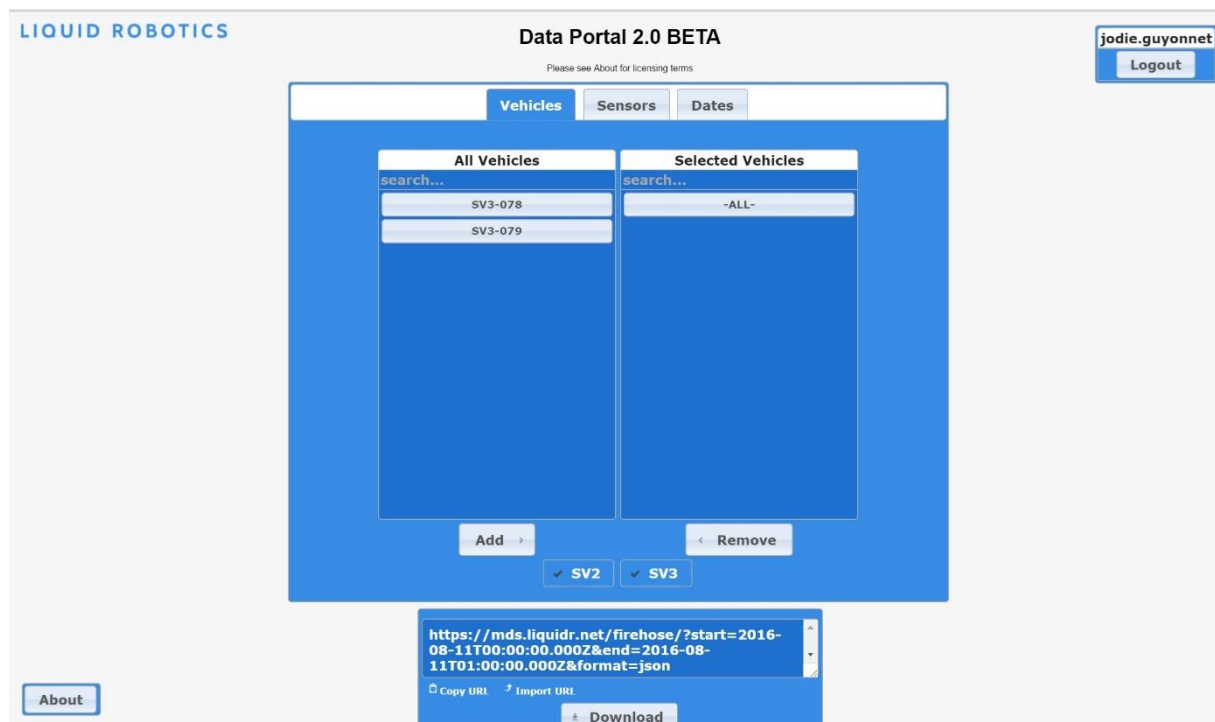 LIQUID ROBOTICS
Data Portal 2.0 BETA
jodie.guyonnet
Logout
Please see About for licensing terms
Vehicles Sensors Dates
All Vehicles Selected Vehicles
search... search...
SV3-078 -ALL-
SV3-079
Add › ‹ Remove
✓ SV2 ✓ SV3
https://mds.liquidr.net/firehose/?start=2016-
08-11T00:00:00.000Z&end=2016-08-
11T01:00:00.000Z&format=json
Copy URL Import URL
About
Download